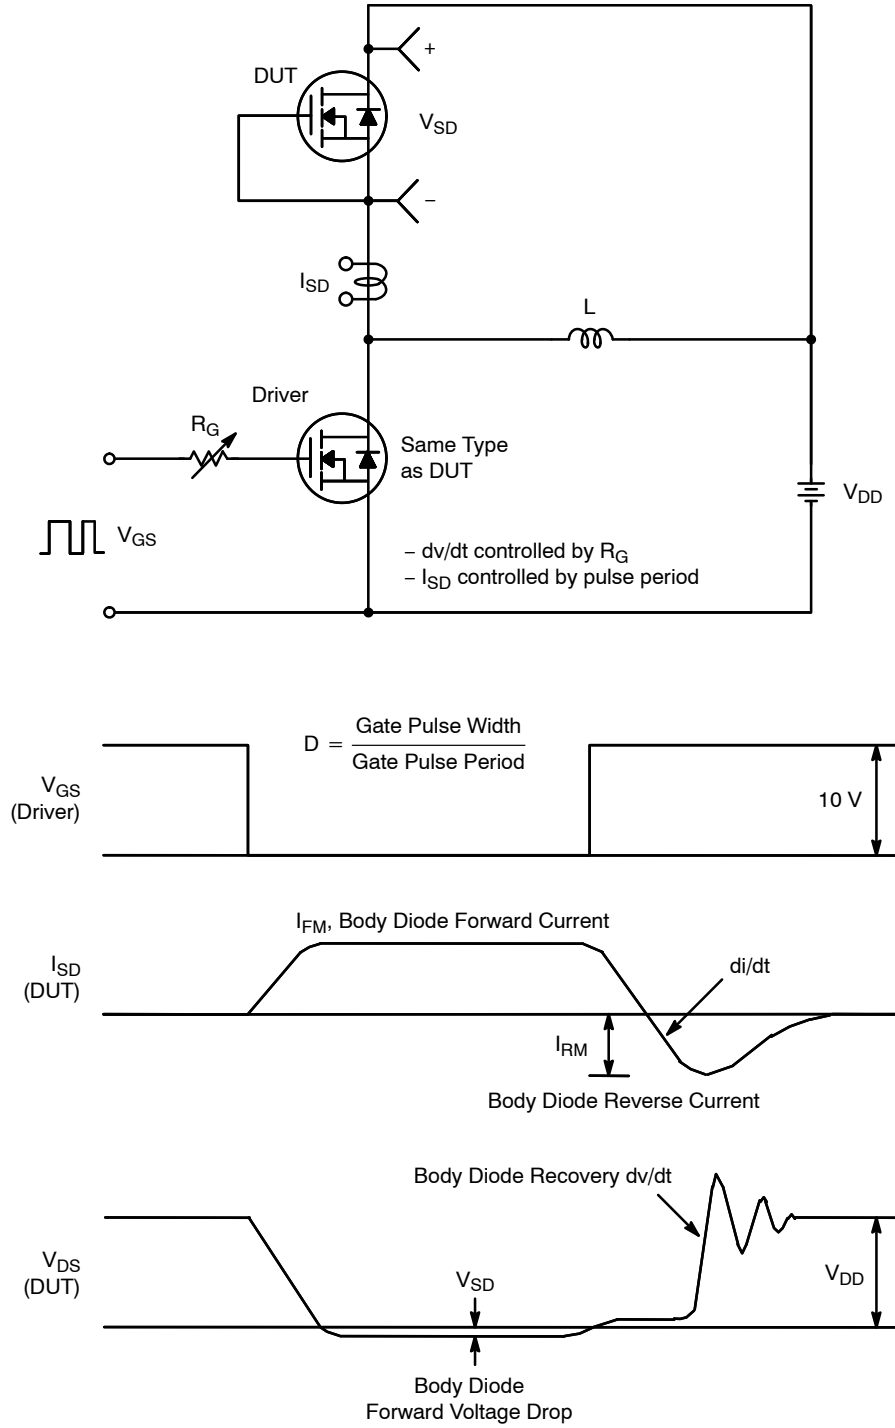 +
DUT
V_SD
−
I_SD
L
Driver
R_G
Same Type
as DUT
V_DD
V_GS
− dv/dt controlled by R_G
− I_SD controlled by pulse period
D = Gate Pulse Width
Gate Pulse Period
V_GS
(Driver)
10 V
I_FM, Body Diode Forward Current
I_SD
(DUT)
di/dt
I_RM
Body Diode Reverse Current
Body Diode Recovery dv/dt
V_DS
(DUT)
V_SD
V_DD
Body Diode
Forward Voltage Drop